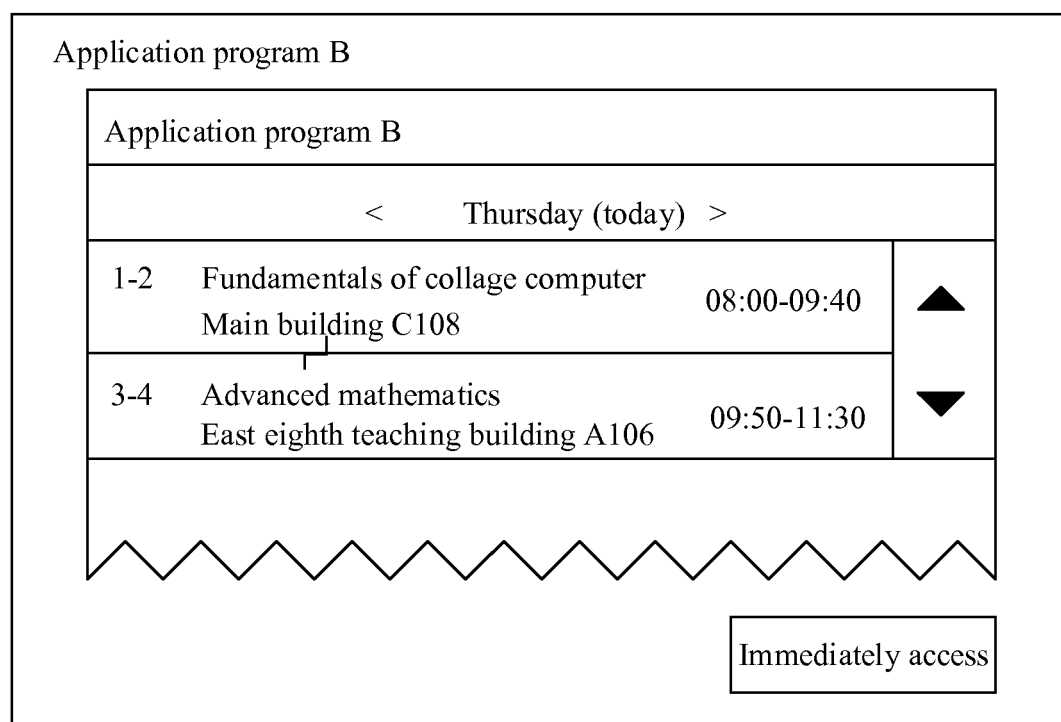 Application program B
Application program B
< Thursday (today) >
1-2 Fundamentals of collage computer
08:00-09:40
Main building C108
3-4 Advanced mathematics
09:50-11:30
East eighth teaching building A106
Immediately access